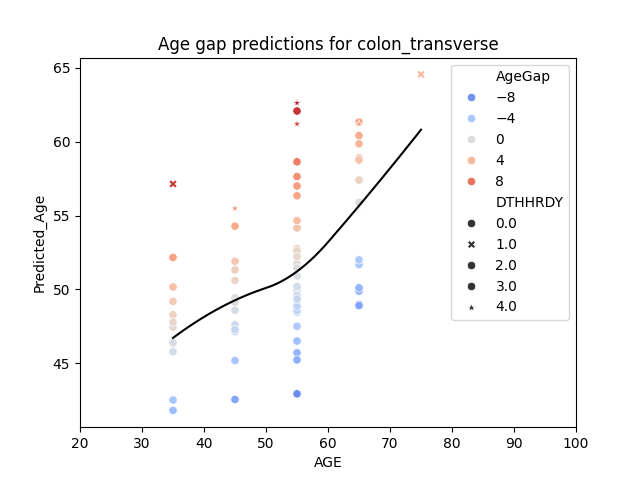 Age gap predictions for colon_transverse
65
60
55
50
45
Predicted_Age
20 30 40 50 60 70 80 90 100
AGE
AgeGap
−8
−4
0
4
8
DTHHRDY
0.0
1.0
2.0
3.0
4.0